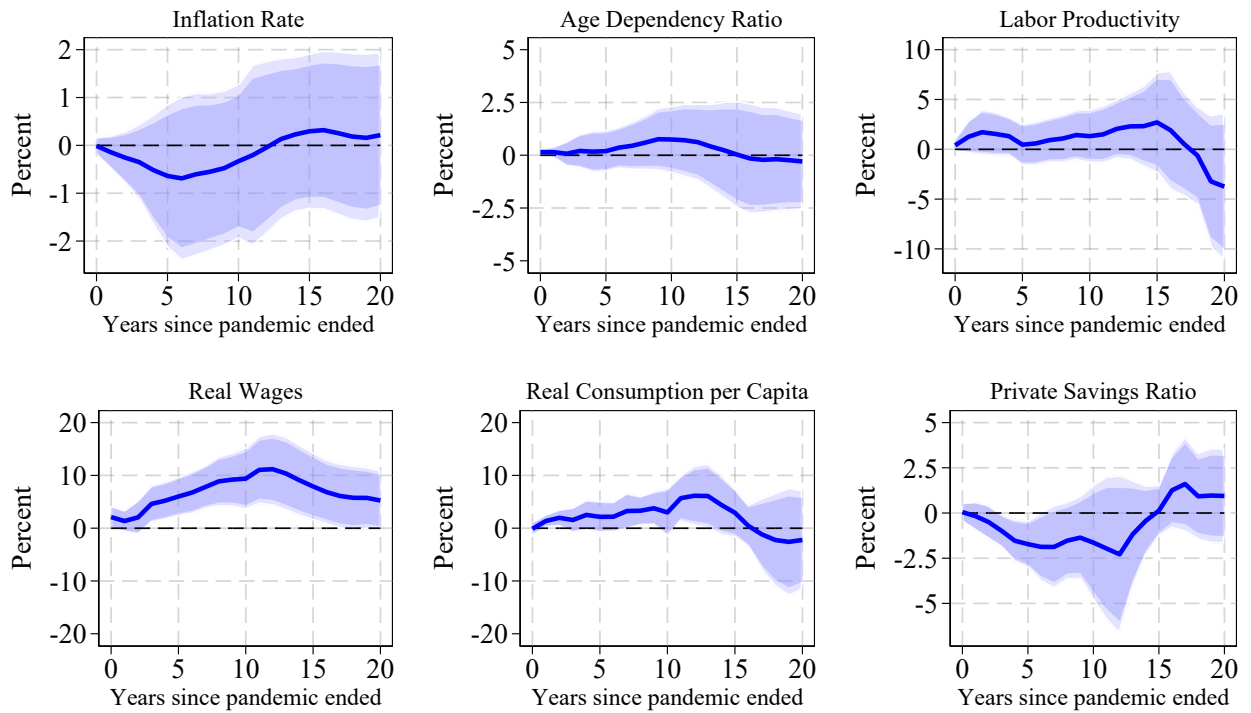 Inflation Rate
Age Dependency Ratio
Labor Productivity
Percent
2
1
0
-1
-2
0 5 10 15 20
Years since pandemic ended
Percent
5
2.5
0
-2.5
-5
0 5 10 15 20
Years since pandemic ended
Percent
10
5
0
-5
-10
0 5 10 15 20
Years since pandemic ended
Real Wages
Real Consumption per Capita
Private Savings Ratio
Percent
20
10
0
-10
-20
0 5 10 15 20
Years since pandemic ended
Percent
20
10
0
-10
-20
0 5 10 15 20
Years since pandemic ended
Percent
5
2.5
0
-2.5
-5
0 5 10 15 20
Years since pandemic ended